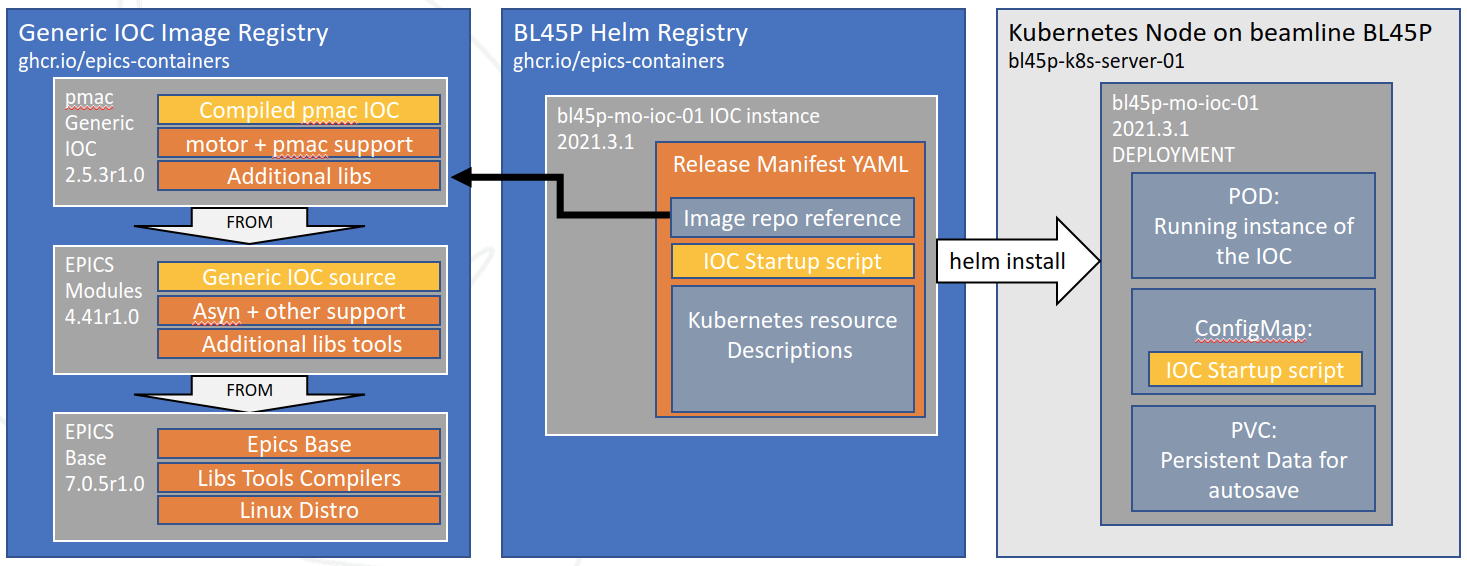 Generic IOC Image Registry
ghcr.io/epics-containers
pmac
Generic
IOC
2.5.3r1.0
Compiled pmac IOC
motor + pmac support
Additional libs
FROM
EPICS
Modules
4.41r1.0
Generic IOC source
Asyn + other support
Additional libs tools
FROM
EPICS
Base
7.0.5r1.0
Epics Base
Libs Tools Compilers
Linux Distro
BL45P Helm Registry
ghcr.io/epics-containers
bl45p-mo-ioc-01 IOC instance
2021.3.1
Release Manifest YAML
Image repo reference
IOC Startup script
Kubernetes resource
Descriptions
helm install
Kubernetes Node on beamline BL45P
bl45p-k8s-server-01
bl45p-mo-ioc-01
2021.3.1
DEPLOYMENT
POD:
Running instance of
the IOC
ConfigMap:
IOC Startup script
PVC:
Persistent Data for
autosave